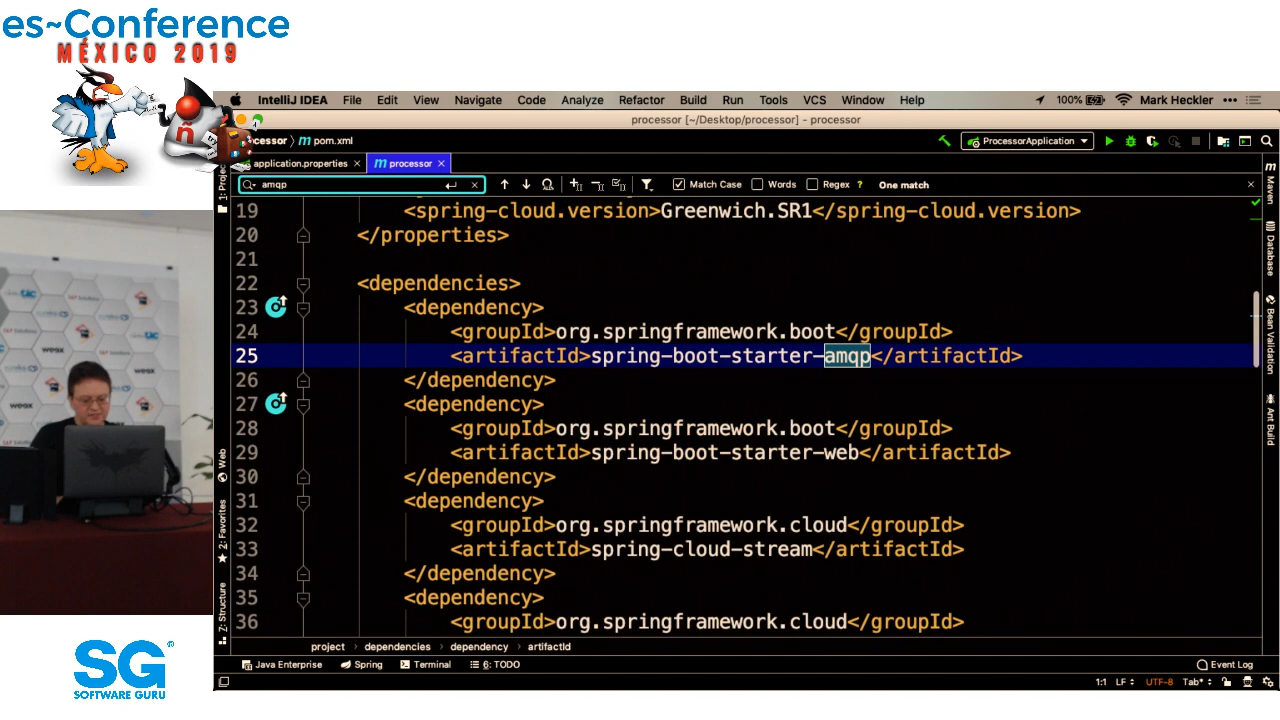 es~Conference
MÉXICO 2019
IntelliJ IDEA File Edit View Navigate Code Analyze Refactor Build Run Tools VCS Window Help 100% Mark Heckler
processor [~/Desktop/processor] - processor
cessor pom.xml ProcessorApplication
application.properties processor
amqp Match Case Words Regex ? One match
19 <spring-cloud.version>Greenwich.SR1</spring-cloud.version>
20 </properties>
21
22 <dependencies>
23 <dependency>
24 <groupId>org.springframework.boot</groupId>
25 <artifactId>spring-boot-starter-amqp</artifactId>
26 </dependency>
27 <dependency>
28 <groupId>org.springframework.boot</groupId>
29 <artifactId>spring-boot-starter-web</artifactId>
30 </dependency>
31 <dependency>
32 <groupId>org.springframework.cloud</groupId>
33 <artifactId>spring-cloud-stream</artifactId>
34 </dependency>
35 <dependency>
36 <groupId>org.springframework.cloud</groupId>
project dependencies dependency artifactId
Java Enterprise Spring Terminal 6: TODO Event Log
1:1 LF UTF-8 Tab*
1: Proje
Web
2: Favorites
Z: Structure
Maven
Database
Bean Validation
Ant Build
ñ
weex
weex
SG
SOFTWARE GURU